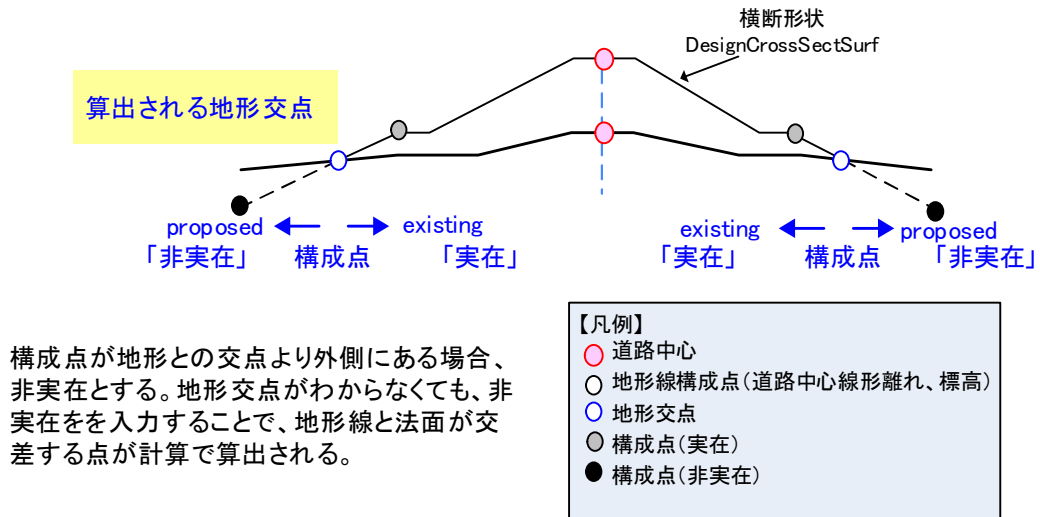 横断形状
DesignCrossSectSurf
算出される地形交点
proposed existing
「非実在」 構成点 「実在」
existing proposed
「実在」 構成点 「非実在」
構成点が地形との交点より外側にある場合、
非実在とする。地形交点がわからなくても、非
実在をを入力することで、地形線と法面が交
差する点が計算で算出される。
【凡例】
道路中心
地形線構成点(道路中心線形離れ、標高)
地形交点
構成点(実在)
構成点(非実在)